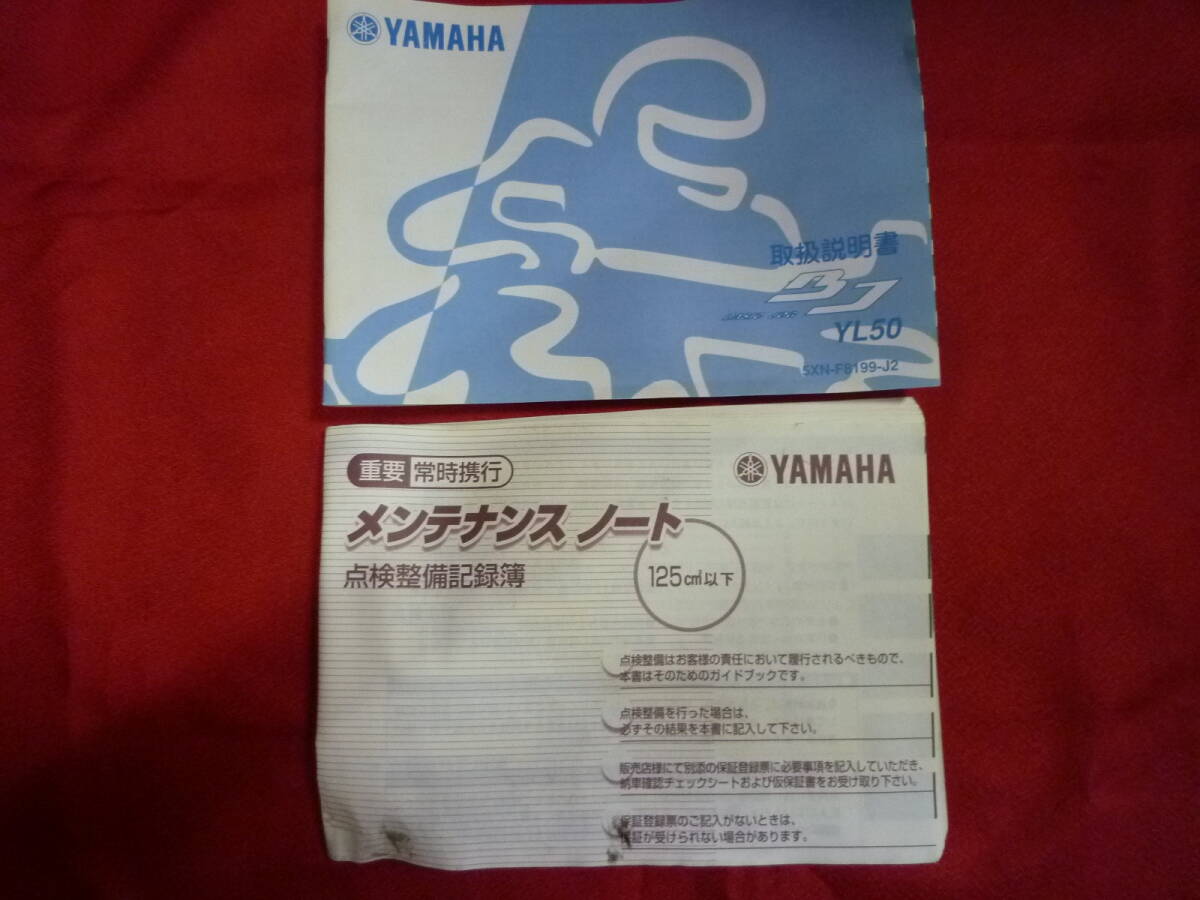 YAMAHA
取扱説明書
BJ
YL50
5XN-F8199-J2
重要 常時携行
YAMAHA
メンテナンス ノート
点検整備記録簿
125㎤以下
点検整備はお客様の責任において履行されるべきもので、
本書はそのためのガイドブックです。
点検整備を行った場合は、
必ずその結果を本書に記入して下さい。
販売店様にて別添の保証登録票に必要事項を記入していただき、
納車確認チェックシートおよび仮保証書をお受け取り下さい。
保証登録票のご記入がないときは、
保証が受けられない場合があります。